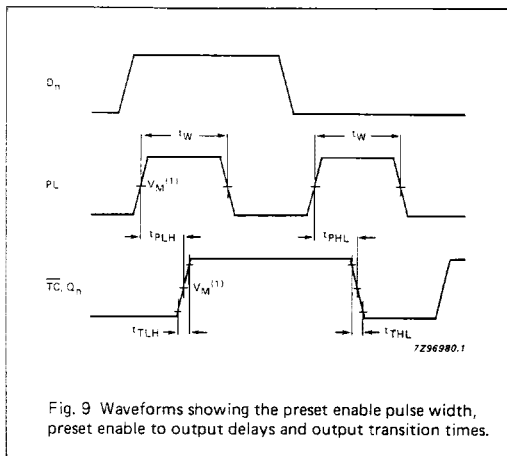 Dn
tW
tW
PL
VM(1)
tPLH
tPHL
TC, Qn
VM(1)
tTLH
tTHL
7Z96980.1
Fig. 9 Waveforms showing the preset enable pulse width,
preset enable to output delays and output transition times.